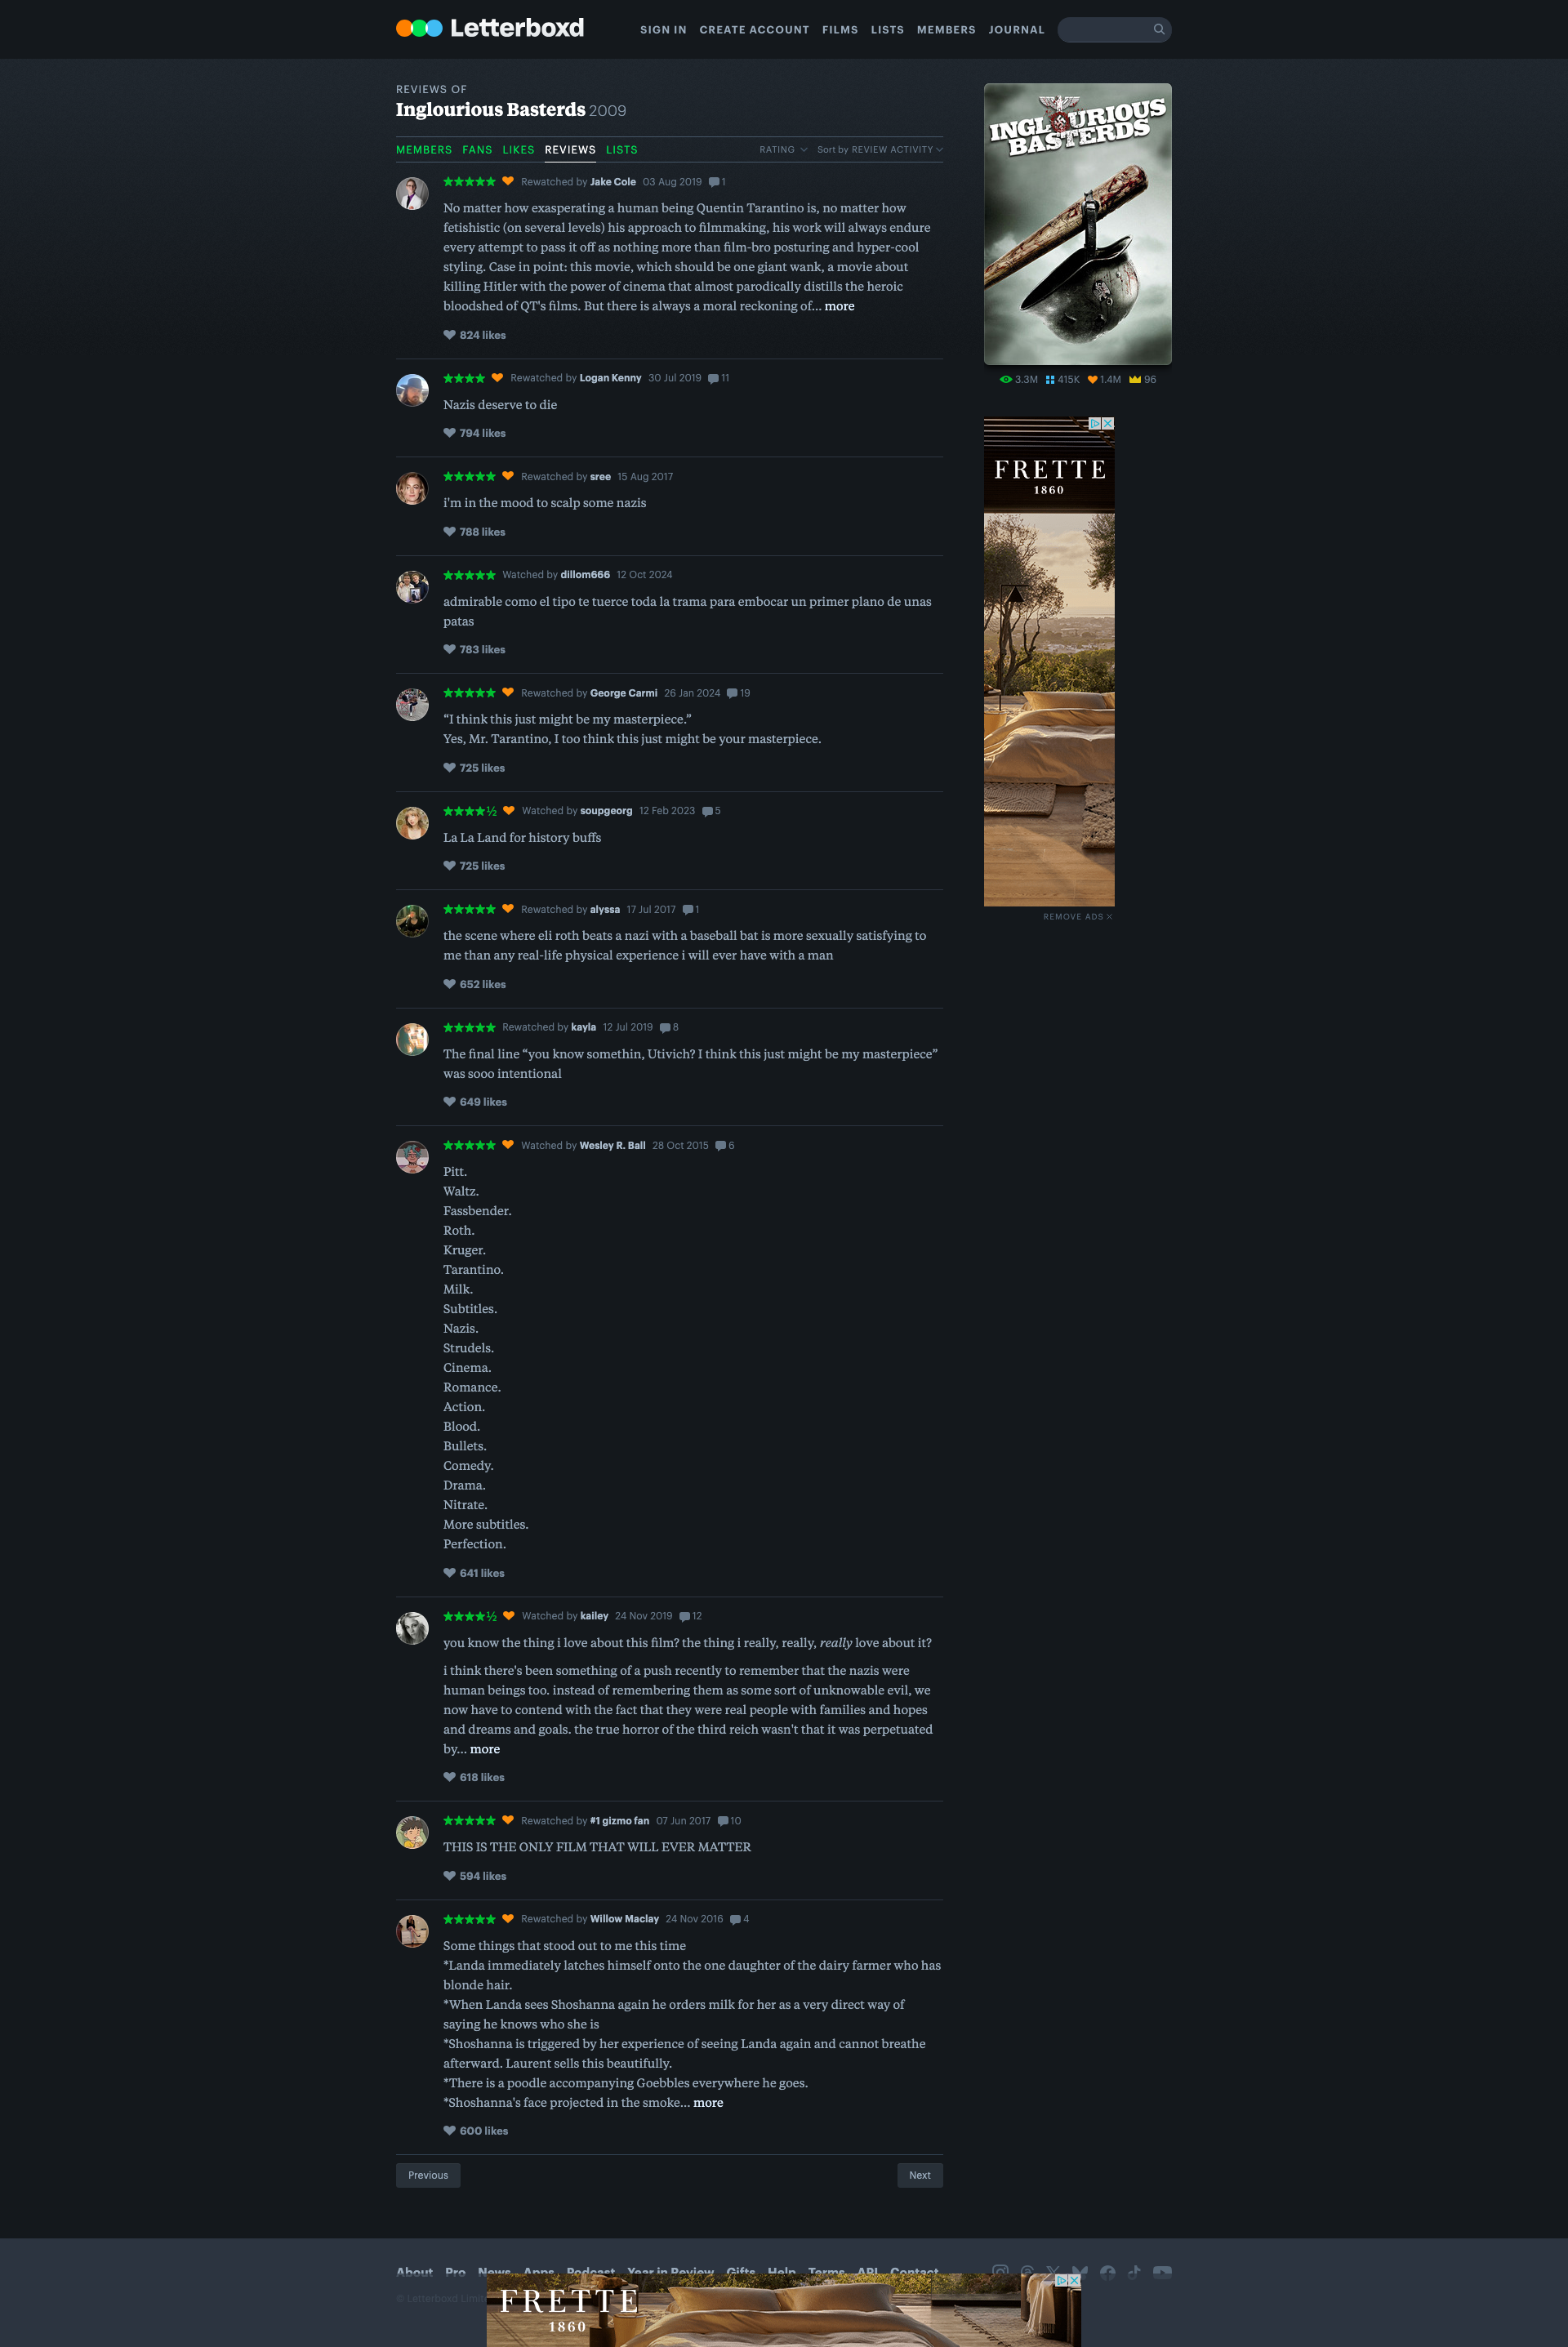 Letterboxd
SIGN IN CREATE ACCOUNT FILMS LISTS MEMBERS JOURNAL
REVIEWS OF
Inglourious Basterds 2009
MEMBERS FANS LIKES REVIEWS LISTS
RATING Sort by REVIEW ACTIVITY
★★★★★ Rewatched by Jake Cole 03 Aug 2019 1
No matter how exasperating a human being Quentin Tarantino is, no matter how
fetishistic (on several levels) his approach to filmmaking, his work will always endure
every attempt to pass it off as nothing more than film-bro posturing and hyper-cool
styling. Case in point: this movie, which should be one giant wank, a movie about
killing Hitler with the power of cinema that almost parodically distills the heroic
bloodshed of QT's films. But there is always a moral reckoning of... more
824 likes
★★★★ Rewatched by Logan Kenny 30 Jul 2019 11
Nazis deserve to die
794 likes
★★★★★ Rewatched by sree 15 Aug 2017
i'm in the mood to scalp some nazis
788 likes
★★★★★ Watched by dillom666 12 Oct 2024
admirable como el tipo te tuerce toda la trama para embocar un primer plano de unas
patas
783 likes
★★★★★ Rewatched by George Carmi 26 Jan 2024 19
“I think this just might be my masterpiece.”
Yes, Mr. Tarantino, I too think this just might be your masterpiece.
725 likes
★★★★½ Watched by soupgeorg 12 Feb 2023 5
La La Land for history buffs
725 likes
★★★★★ Rewatched by alyssa 17 Jul 2017 1
the scene where eli roth beats a nazi with a baseball bat is more sexually satisfying to
me than any real-life physical experience i will ever have with a man
652 likes
★★★★★ Rewatched by kayla 12 Jul 2019 8
The final line “you know somethin, Utivich? I think this just might be my masterpiece”
was sooo intentional
649 likes
★★★★★ Watched by Wesley R. Ball 28 Oct 2015 6
Pitt.
Waltz.
Fassbender.
Roth.
Kruger.
Tarantino.
Milk.
Subtitles.
Nazis.
Strudels.
Cinema.
Romance.
Action.
Blood.
Bullets.
Comedy.
Drama.
Nitrate.
More subtitles.
Perfection.
641 likes
★★★★½ Watched by kailey 24 Nov 2019 12
you know the thing i love about this film? the thing i really, really, really love about it?
i think there's been something of a push recently to remember that the nazis were
human beings too. instead of remembering them as some sort of unknowable evil, we
now have to contend with the fact that they were real people with families and hopes
and dreams and goals. the true horror of the third reich wasn't that it was perpetuated
by... more
618 likes
★★★★★ Rewatched by #1 gizmo fan 07 Jun 2017 10
THIS IS THE ONLY FILM THAT WILL EVER MATTER
594 likes
★★★★★ Rewatched by Willow Maclay 24 Nov 2016 4
Some things that stood out to me this time
*Landa immediately latches himself onto the one daughter of the dairy farmer who has
blonde hair.
*When Landa sees Shoshanna again he orders milk for her as a very direct way of
saying he knows who she is
*Shoshanna is triggered by her experience of seeing Landa again and cannot breathe
afterward. Laurent sells this beautifully.
*There is a poodle accompanying Goebbles everywhere he goes.
*Shoshanna's face projected in the smoke... more
600 likes
Previous Next
INGLOURIOUS
BASTERDS
3.3M 415K 1.4M 96
FRETTE
1860
REMOVE ADS
About Pro News Apps Podcast Year in Review Gifts Help Terms API Contact
© Letterboxd
FRETTE
1860